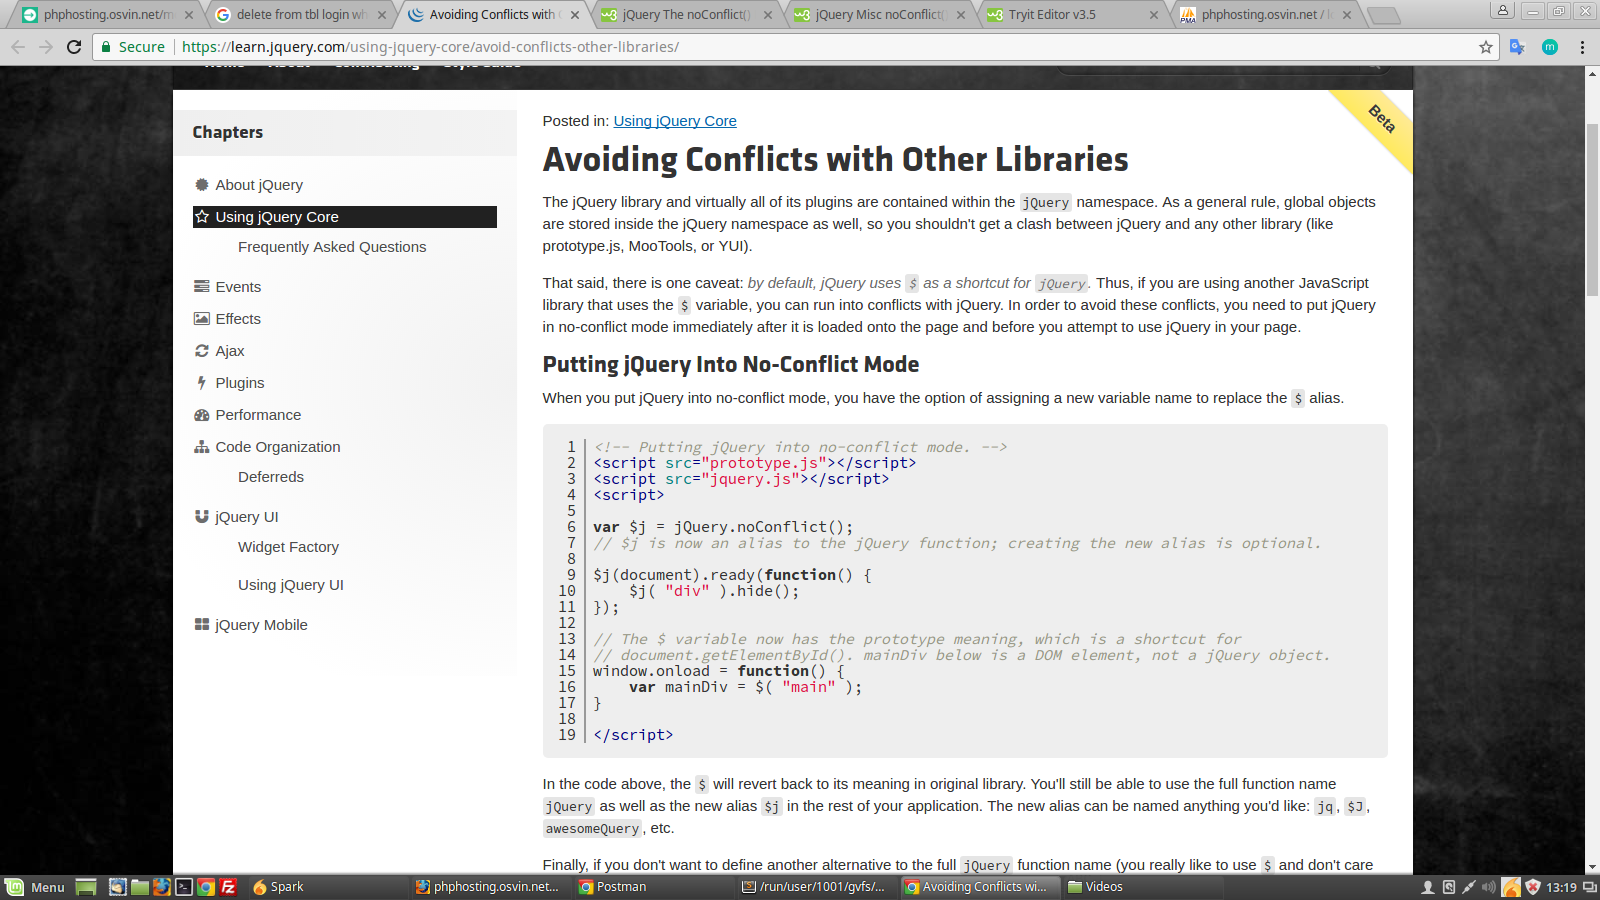 phphosting.osvin.net/m
delete from tbl login wh
Avoiding Conflicts with
jQuery The noConflict()
jQuery Misc noConflict(
Tryit Editor v3.5
phphosting.osvin.net / l
Secure https://learn.jquery.com/using-jquery-core/avoid-conflicts-other-libraries/
m
Beta
Chapters
About jQuery
Using jQuery Core
Frequently Asked Questions
Events
Effects
Ajax
Plugins
Performance
Code Organization
Deferreds
jQuery UI
Widget Factory
Using jQuery UI
jQuery Mobile
Posted in: Using jQuery Core
Avoiding Conflicts with Other Libraries
The jQuery library and virtually all of its plugins are contained within the jQuery namespace. As a general rule, global objects
are stored inside the jQuery namespace as well, so you shouldn't get a clash between jQuery and any other library (like
prototype.js, MooTools, or YUI).
That said, there is one caveat: by default, jQuery uses $ as a shortcut for jQuery. Thus, if you are using another JavaScript
library that uses the $ variable, you can run into conflicts with jQuery. In order to avoid these conflicts, you need to put jQuery
in no-conflict mode immediately after it is loaded onto the page and before you attempt to use jQuery in your page.
Putting jQuery Into No-Conflict Mode
When you put jQuery into no-conflict mode, you have the option of assigning a new variable name to replace the $ alias.
1 <!-- Putting jQuery into no-conflict mode. -->
2 <script src="prototype.js"></script>
3 <script src="jquery.js"></script>
4 <script>
5
6 var $j = jQuery.noConflict();
7 // $j is now an alias to the jQuery function; creating the new alias is optional.
8
9 $j(document).ready(function() {
10 $j( "div" ).hide();
11 });
12
13 // The $ variable now has the prototype meaning, which is a shortcut for
14 // document.getElementById(). mainDiv below is a DOM element, not a jQuery object.
15 window.onload = function() {
16 var mainDiv = $( "main" );
17 }
18
19 </script>
In the code above, the $ will revert back to its meaning in original library. You'll still be able to use the full function name
jQuery as well as the new alias $j in the rest of your application. The new alias can be named anything you'd like: jq, $J,
awesomeQuery, etc.
Finally, if you don't want to define another alternative to the full jQuery function name (you really like to use $ and don't care
Menu
Spark
phphosting.osvin.net...
Postman
/run/user/1001/gvfs/...
Avoiding Conflicts wi...
Videos
13:19